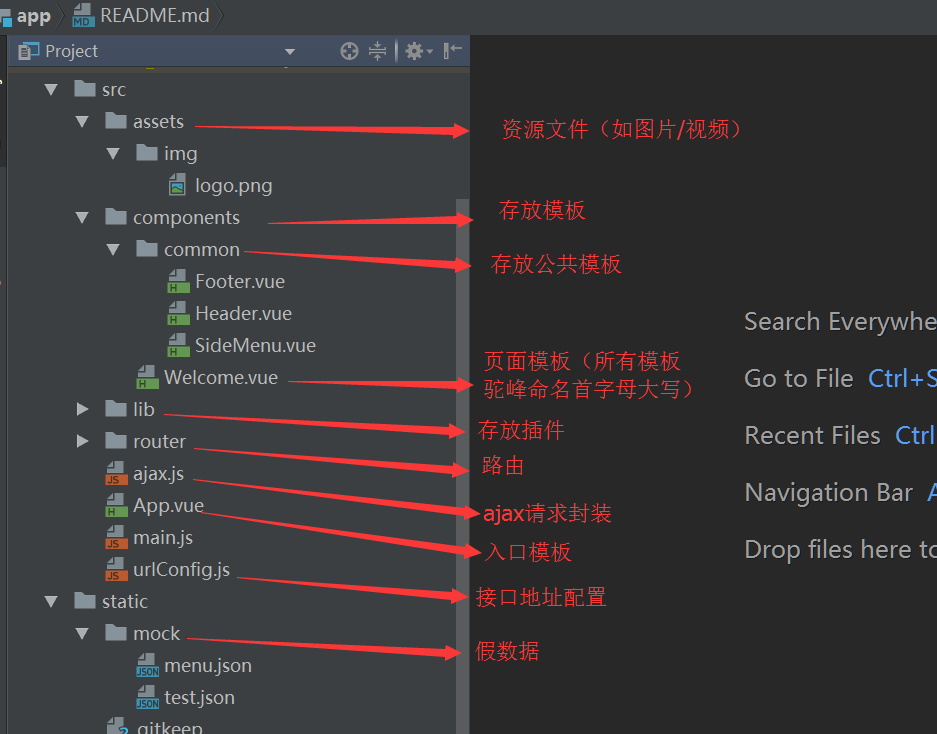 app README.md
Project
src
assets
资源文件（如图片/视频）
img
logo.png
components
存放模板
common
存放公共模板
Footer.vue
Header.vue
SideMenu.vue
Welcome.vue
页面模板（所有模板
驼峰命名首字母大写）
lib
存放插件
router
路由
ajax.js
ajax请求封装
App.vue
入口模板
main.js
urlConfig.js
接口地址配置
static
mock
假数据
menu.json
test.json
.gitkeep
Search Everywhe
Go to File Ctrl+S
Recent Files Ctrl
Navigation Bar A
Drop files here to